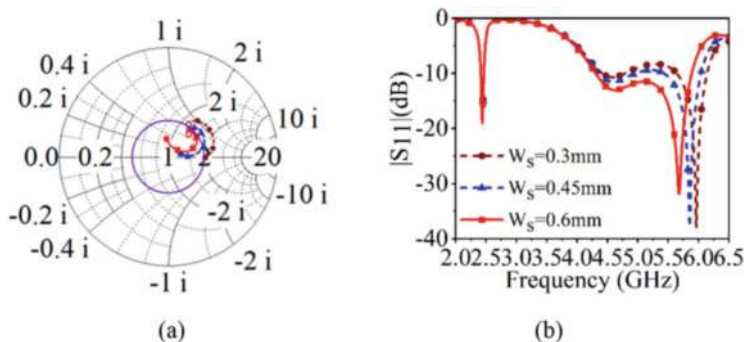 1 i
0.4 i
2 i
0.2 i
2 i
10 i
0.0
0.2
1
2
20
-0.2 i
-2 i
-10 i
-0.4 i
-2 i
-1 i
(a)
|S11|(dB)
0
-10
-20
-30
-40
Ws=0.3mm
Ws=0.45mm
Ws=0.6mm
2.02.53.03.54.04.55.05.56.06.5
Frequency (GHz)
(b)